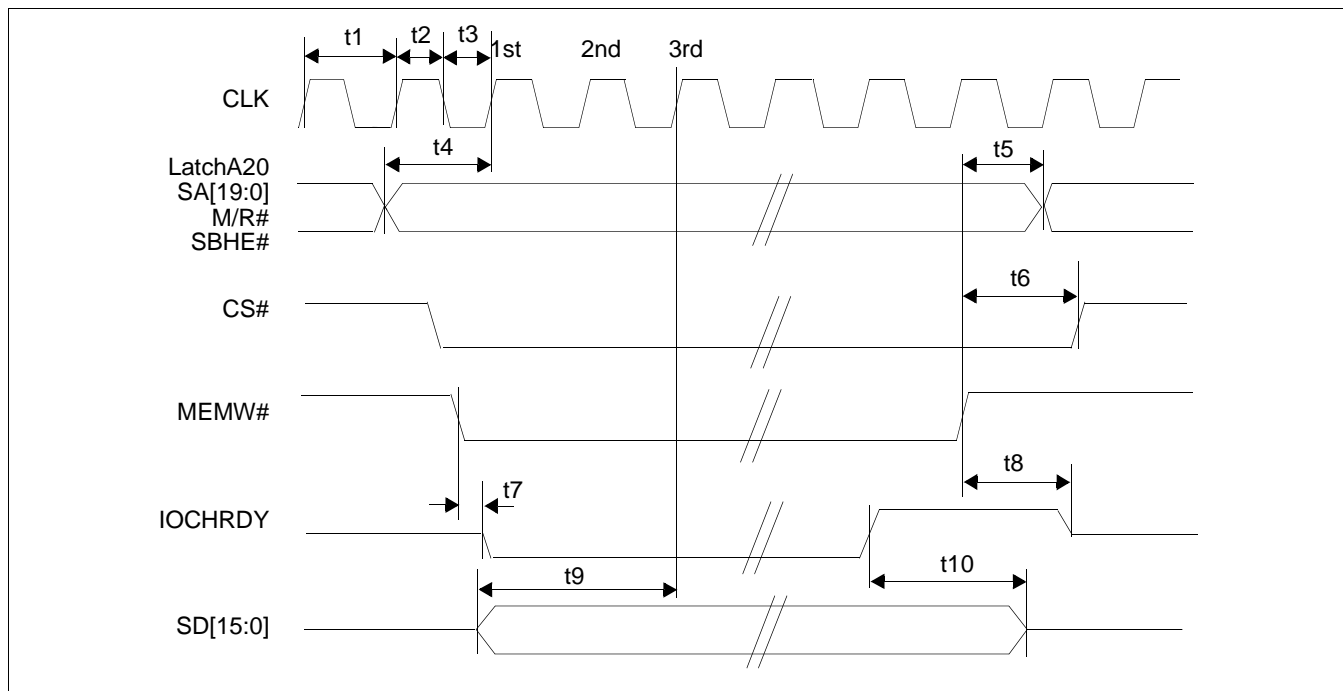 t1 t2 t3 1st 2nd 3rd
CLK
t4 t5
LatchA20
SA[19:0]
M/R#
SBHE#
t6
CS#
MEMW#
t8
t7
IOCHRDY
t9 t10
SD[15:0]